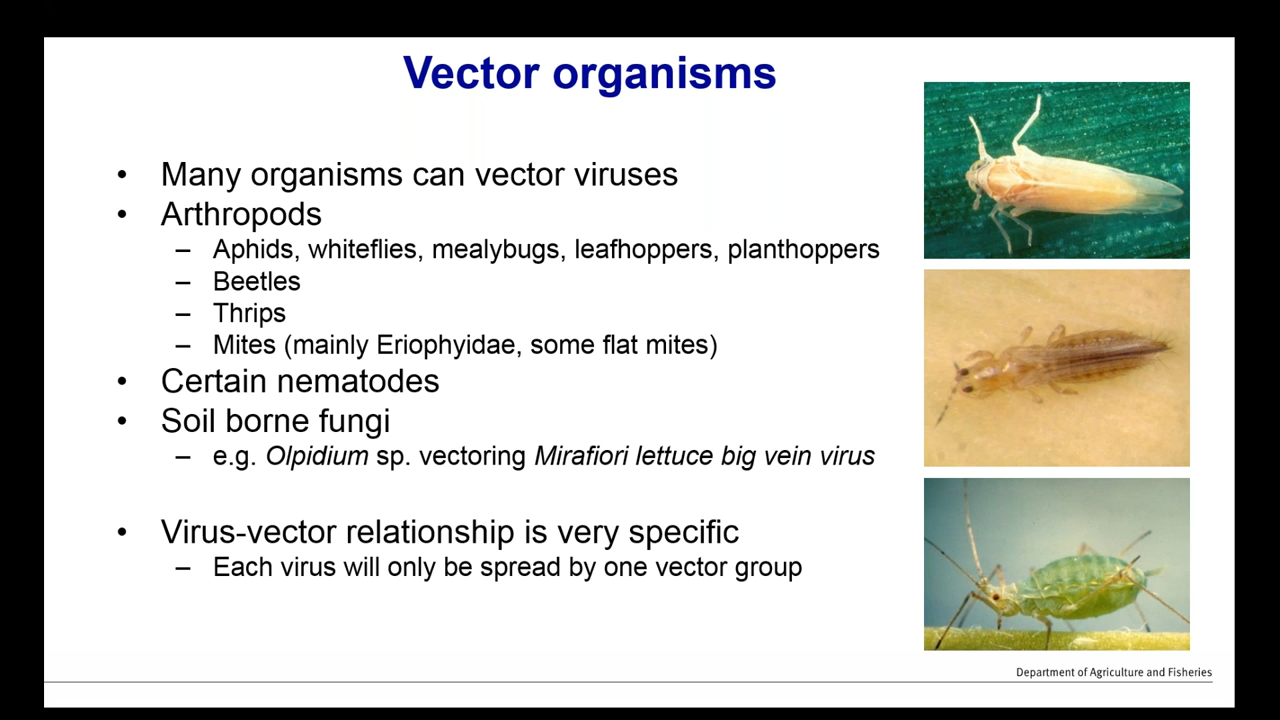 Vector organisms
• Many organisms can vector viruses
• Arthropods
– Aphids, whiteflies, mealybugs, leafhoppers, planthoppers
– Beetles
– Thrips
– Mites (mainly Eriophyidae, some flat mites)
• Certain nematodes
• Soil borne fungi
– e.g. Olpidium sp. vectoring Mirafiori lettuce big vein virus
• Virus-vector relationship is very specific
– Each virus will only be spread by one vector group
Department of Agriculture and Fisheries